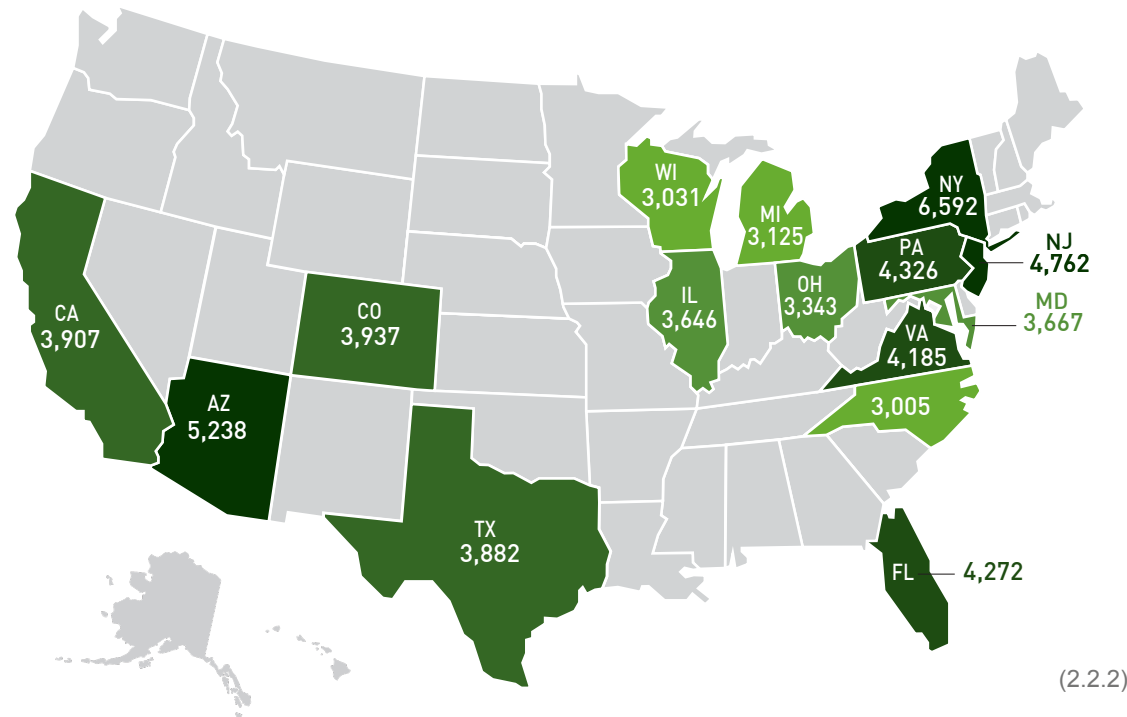 WI
3,031
MI
3,125
NY
6,592
NJ
4,762
PA
4,326
OH
3,343
IL
3,646
MD
3,667
VA
4,185
CA
3,907
CO
3,937
AZ
5,238
3,005
TX
3,882
FL
4,272
(2.2.2)